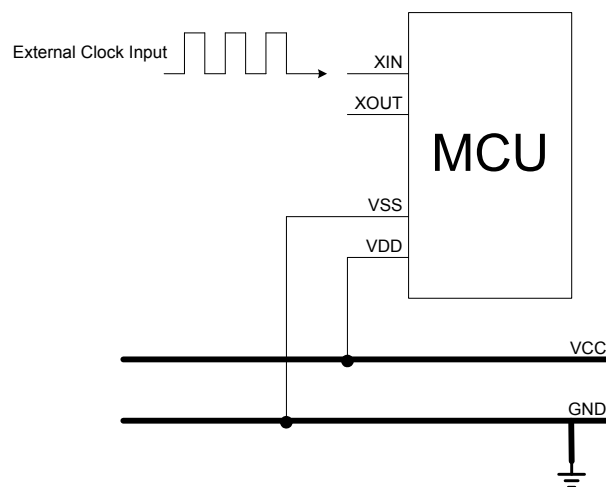 External Clock Input
XIN
XOUT
MCU
VSS
VDD
VCC
GND